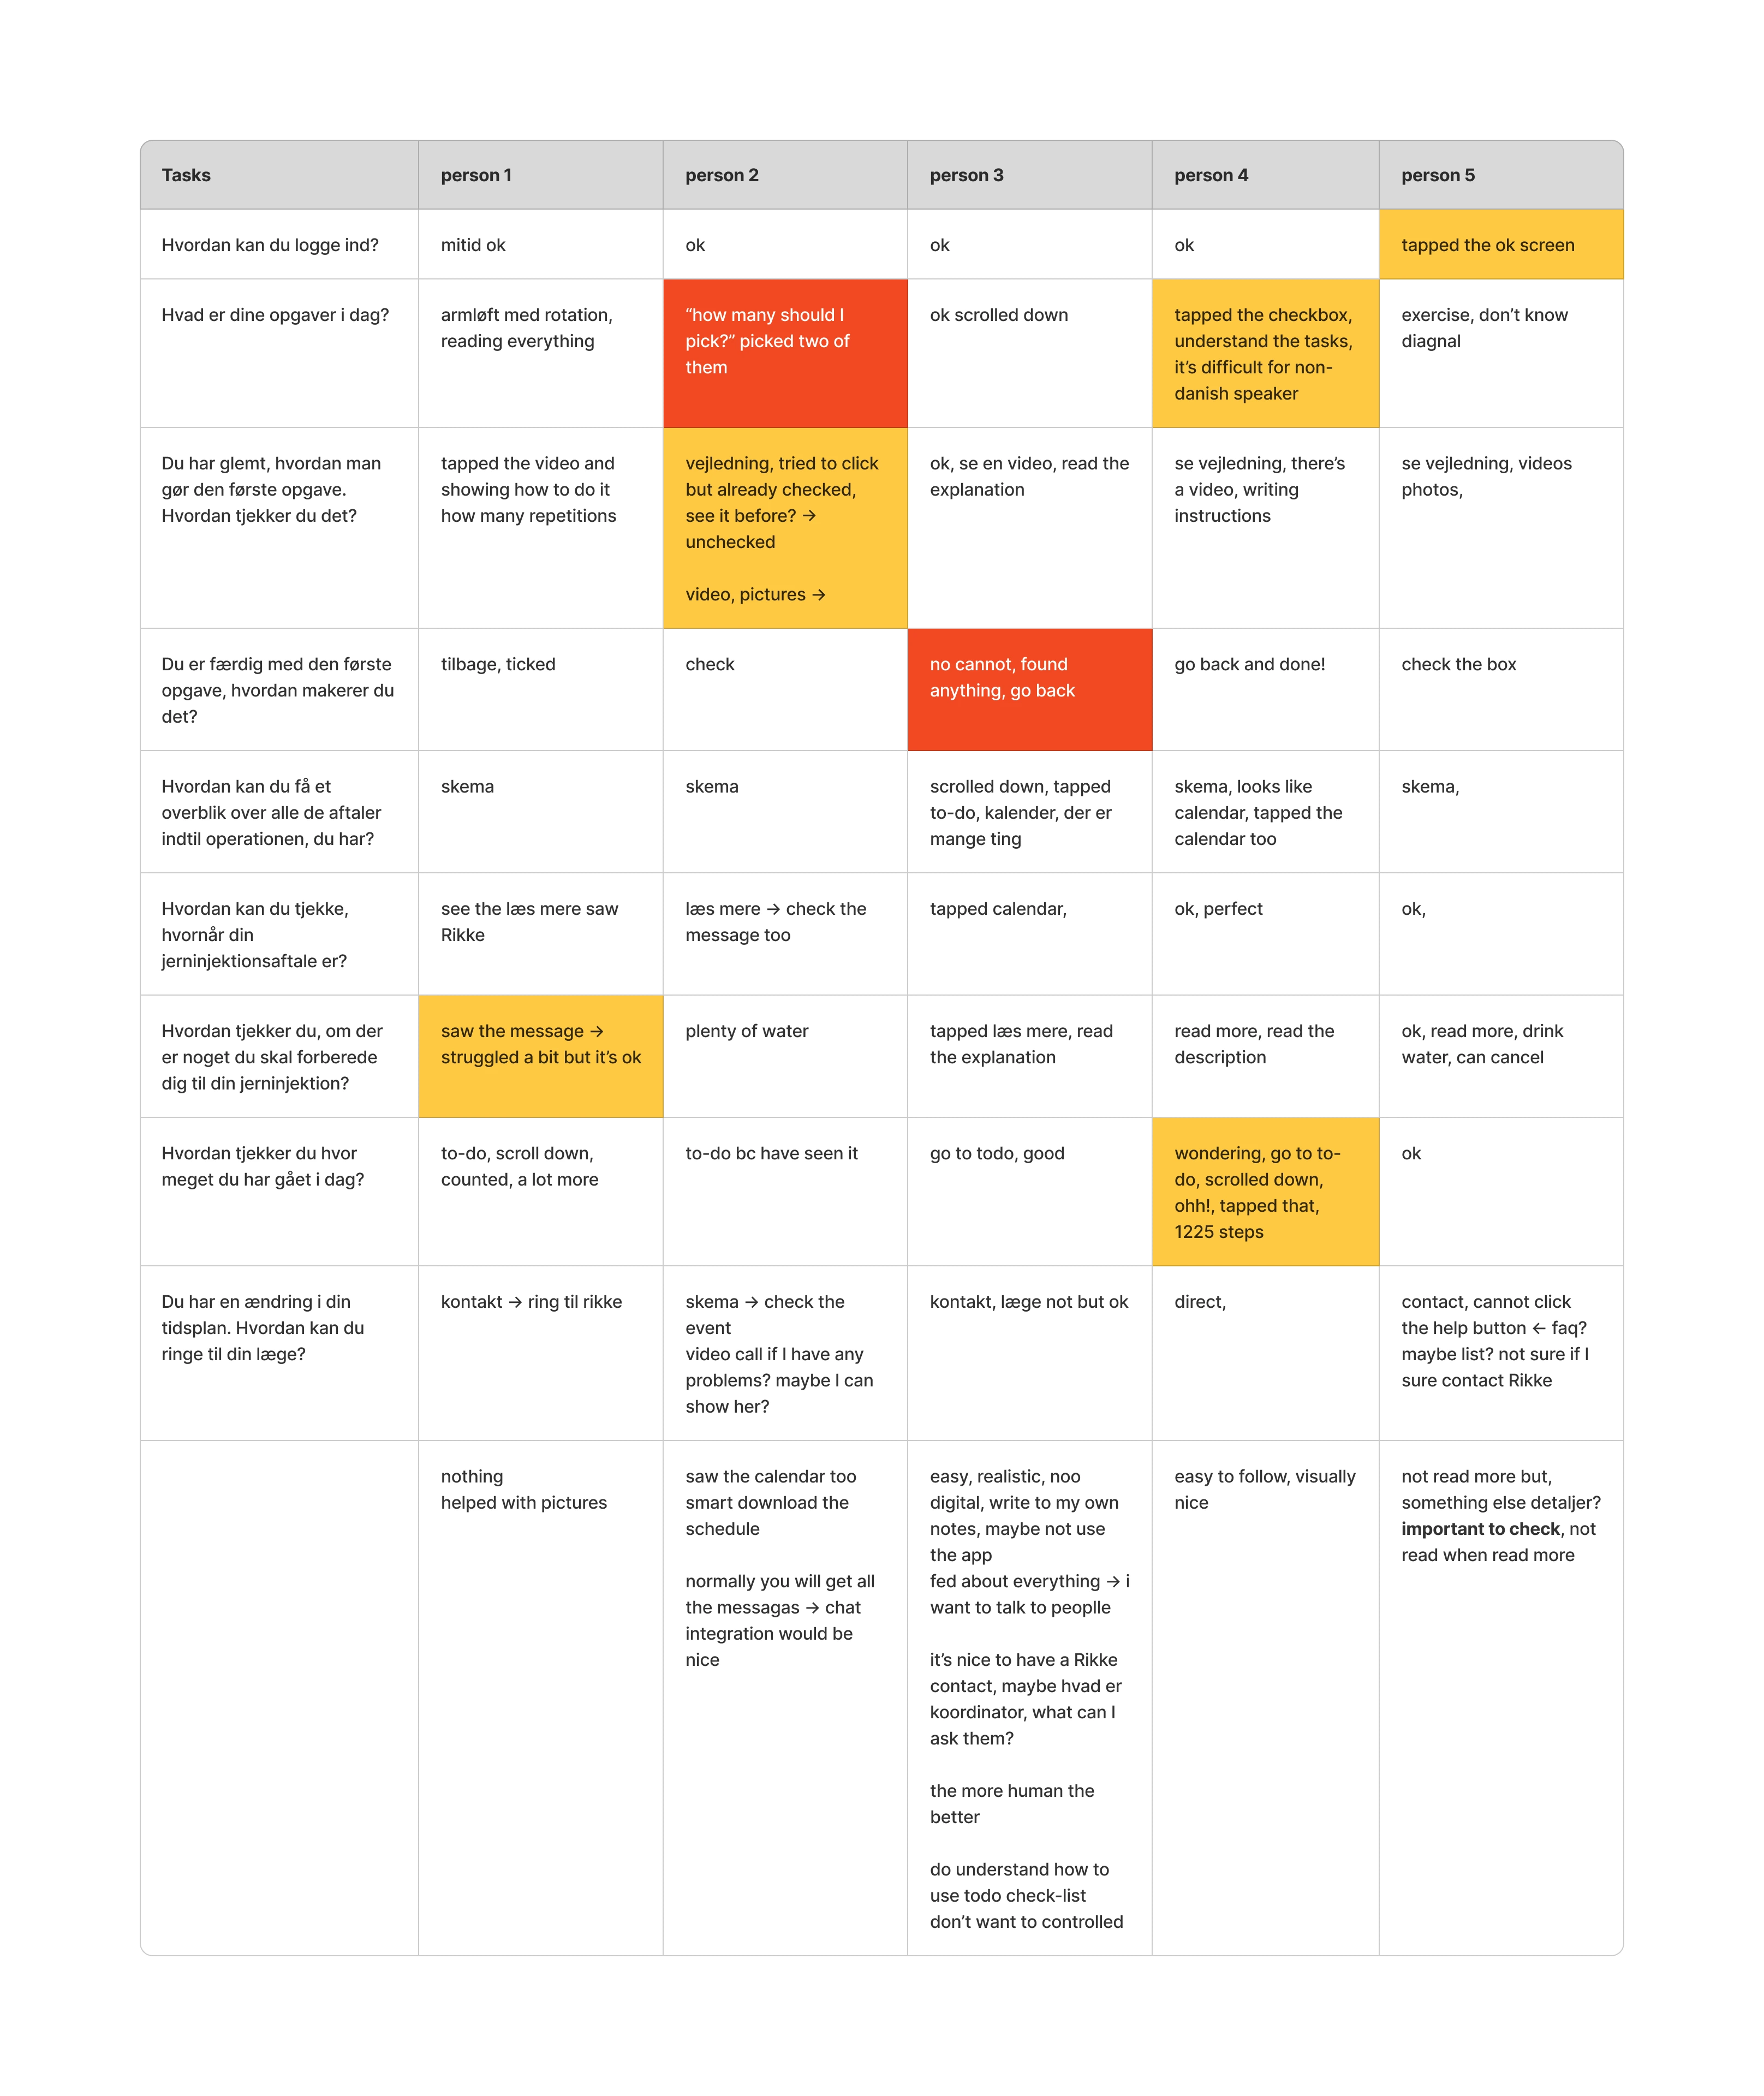 Tasks
person 1
person 2
person 3
person 4
person 5
Hvordan kan du logge ind?
mitid ok
ok
ok
ok
tapped the ok screen
Hvad er dine opgaver i dag?
armløft med rotation,
reading everything
“how many should I
pick?” picked two of
them
ok scrolled down
tapped the checkbox,
understand the tasks,
it’s difficult for non-
danish speaker
exercise, don’t know
diagnal
Du har glemt, hvordan man
gør den første opgave.
Hvordan tjekker du det?
tapped the video and
showing how to do it
how many repetitions
vejledning, tried to click
but already checked,
see it before? →
unchecked
video, pictures →
ok, se en video, read the
explanation
se vejledning, there’s
a video, writing
instructions
se vejledning, videos
photos,
Du er færdig med den første
opgave, hvordan makerer du
det?
tilbage, ticked
check
no cannot, found
anything, go back
go back and done!
check the box
Hvordan kan du få et
overblik over alle de aftaler
indtil operationen, du har?
skema
skema
scrolled down, tapped
to-do, kalender, der er
mange ting
skema, looks like
calendar, tapped the
calendar too
skema,
Hvordan kan du tjekke,
hvornår din
jerninjektionsaftale er?
see the læs mere saw
Rikke
læs mere → check the
message too
tapped calendar,
ok, perfect
ok,
Hvordan tjekker du, om der
er noget du skal forberede
dig til din jerninjektion?
saw the message →
struggled a bit but it’s ok
plenty of water
tapped læs mere, read
the explanation
read more, read the
description
ok, read more, drink
water, can cancel
Hvordan tjekker du hvor
meget du har gået i dag?
to-do, scroll down,
counted, a lot more
to-do bc have seen it
go to todo, good
wondering, go to to-
do, scrolled down,
ohh!, tapped that,
1225 steps
ok
Du har en ændring i din
tidsplan. Hvordan kan du
ringe til din læge?
kontakt → ring til rikke
skema → check the
event
video call if I have any
problems? maybe I can
show her?
kontakt, læge not but ok
direct,
contact, cannot click
the help button ← faq?
maybe list? not sure if I
sure contact Rikke
nothing
helped with pictures
saw the calendar too
smart download the
schedule
normally you will get all
the messagas → chat
integration would be
nice
easy, realistic, noo
digital, write to my own
notes, maybe not use
the app
fed about everything → i
want to talk to peoplle
it’s nice to have a Rikke
contact, maybe hvad er
koordinator, what can I
ask them?
the more human the
better
do understand how to
use todo check-list
don’t want to controlled
easy to follow, visually
nice
not read more but,
something else detaljer?
important to check, not
read when read more